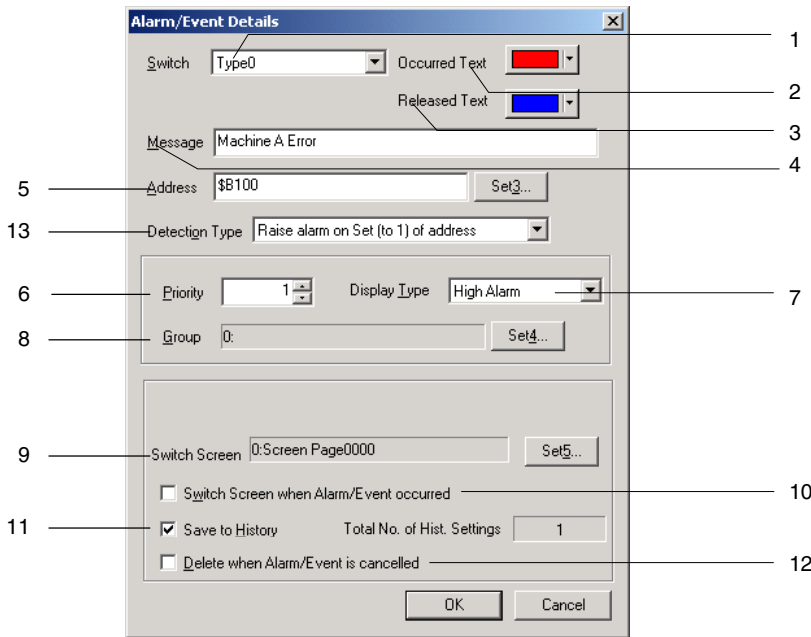 Alarm/Event Details
1
Switch Type0 Occurred Text
2
Released Text
3
Message Machine A Error
4
5 Address $B100 Set3...
13 Detection Type Raise alarm on Set (to 1) of address
6 Priority 1 Display Type High Alarm 7
8 Group 0: Set4...
9 Switch Screen 0:Screen Page0000 Set5...
Switch Screen when Alarm/Event occurred 10
11 Save to History Total No. of Hist. Settings 1
Delete when Alarm/Event is cancelled 12
OK Cancel